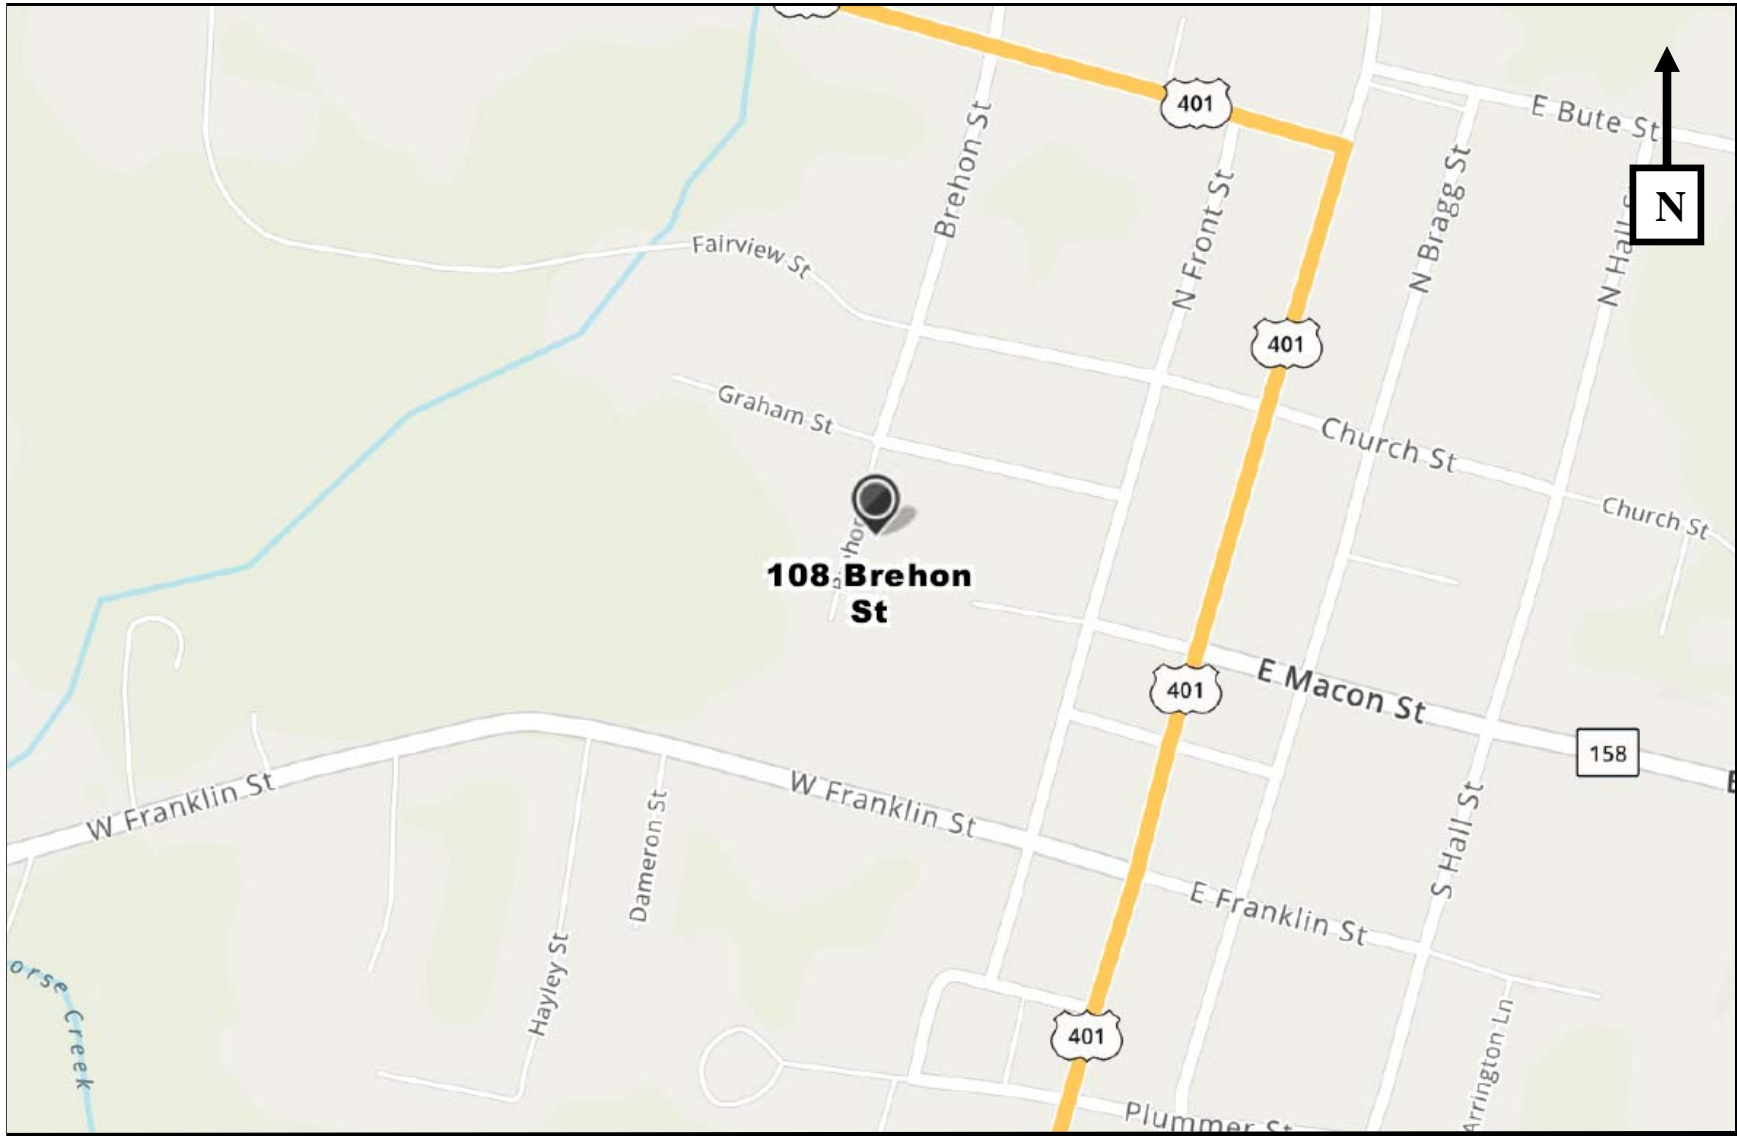 401
E Bute St
N
Brehon St
N Front St
N Bragg St
Fairview St
401
Graham St
Church St
Church St
108 Brehon
St
E Macon St
401
158
W Franklin St
W Franklin St
Dameron St
S Hall St
E Franklin St
Hayley St
Creek
401
Arrington Ln
Plummer St
N Hall